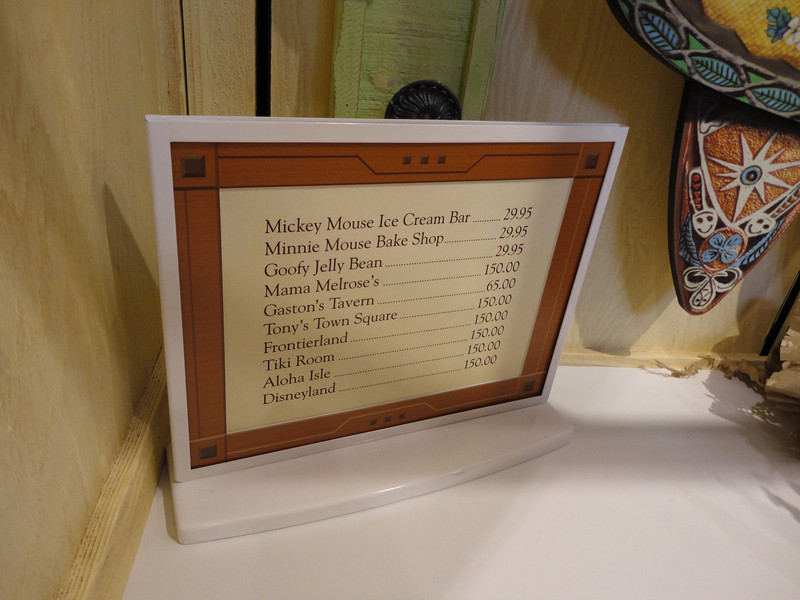 Mickey Mouse Ice Cream Bar .......... 29.95
Minnie Mouse Bake Shop .......... 29.95
Goofy Jelly Bean .......... 29.95
Mama Melrose's .......... 150.00
Gaston's Tavern .......... 65.00
Tony's Town Square .......... 150.00
Frontierland .......... 150.00
Tiki Room .......... 150.00
Aloha Isle .......... 150.00
Disneyland .......... 150.00